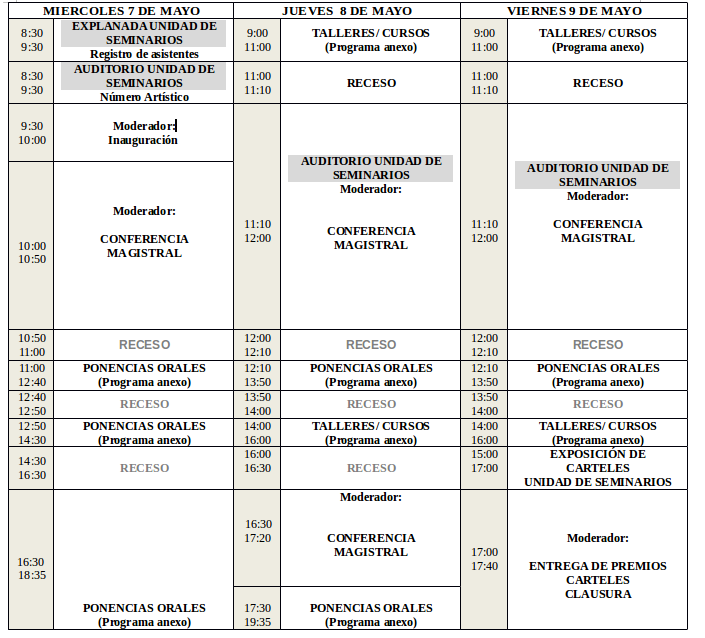 MIERCOLES 7 DE MAYO
JUEVES 8 DE MAYO
VIERNES 9 DE MAYO
8:30
9:30
EXPLANADA UNIDAD DE
SEMINARIOS
Registro de asistentes
9:00
11:00
TALLERES/ CURSOS
(Programa anexo)
9:00
11:00
TALLERES/ CURSOS
(Programa anexo)
8:30
9:30
AUDITORIO UNIDAD DE
SEMINARIOS
Número Artístico
11:00
11:10
RECESO
11:00
11:10
RECESO
9:30
10:00
Moderador:
Inauguración
10:00
10:50
Moderador:
CONFERENCIA
MAGISTRAL
11:10
12:00
AUDITORIO UNIDAD DE
SEMINARIOS
Moderador:
CONFERENCIA
MAGISTRAL
11:10
12:00
AUDITORIO UNIDAD DE
SEMINARIOS
Moderador:
CONFERENCIA
MAGISTRAL
10:50
11:00
RECESO
12:00
12:10
RECESO
12:00
12:10
RECESO
11:00
12:40
PONENCIAS ORALES
(Programa anexo)
12:10
13:50
PONENCIAS ORALES
(Programa anexo)
12:10
13:50
PONENCIAS ORALES
(Programa anexo)
12:40
12:50
RECESO
13:50
14:00
RECESO
13:50
14:00
RECESO
12:50
14:30
PONENCIAS ORALES
(Programa anexo)
14:00
16:00
TALLERES/ CURSOS
(Programa anexo)
14:00
16:00
TALLERES/ CURSOS
(Programa anexo)
14:30
16:30
RECESO
16:00
16:30
RECESO
15:00
17:00
EXPOSICIÓN DE
CARTELES
UNIDAD DE SEMINARIOS
16:30
18:35
PONENCIAS ORALES
(Programa anexo)
16:30
17:20
Moderador:
CONFERENCIA
MAGISTRAL
17:30
19:35
PONENCIAS ORALES
(Programa anexo)
17:00
17:40
Moderador:
ENTREGA DE PREMIOS
CARTELES
CLAUSURA